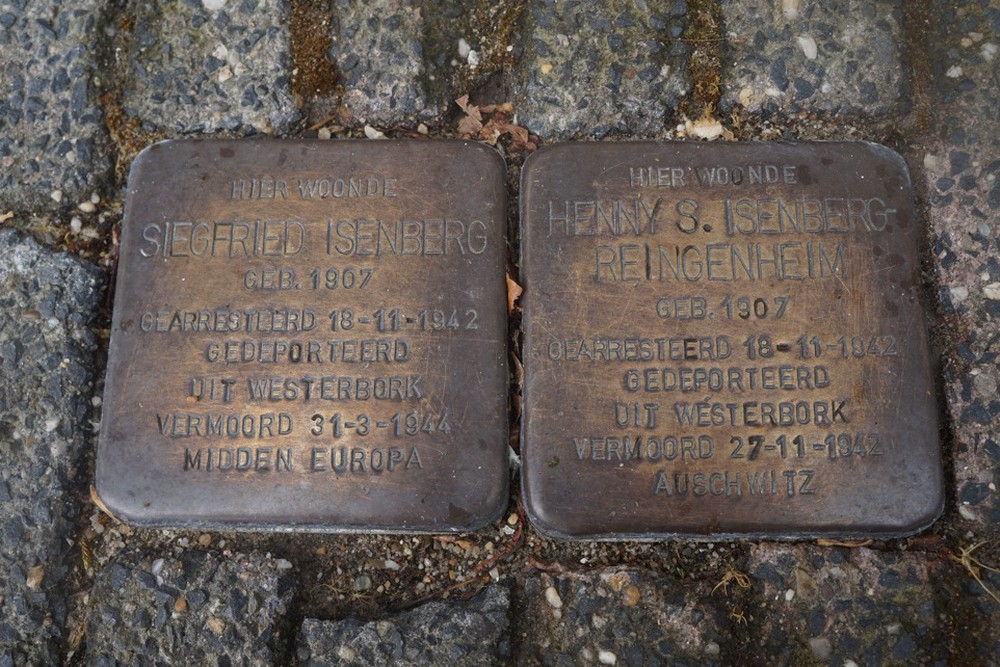 HIER WOONDE
SIEGFRIED ISENBERG
GEB. 1907
GEARRESTEERD 18-11-1942
GEDEPORTEERD
UIT WESTERBORK
VERMOORD 31-3-1944
MIDDEN EUROPA
HIER WOONDE
HENNY S. ISENBERG-
REINGENHEIM
GEB. 1907
GEARRESTEERD 18-11-1942
GEDEPORTEERD
UIT WESTERBORK
VERMOORD 27-11-1942
AUSCHWITZ